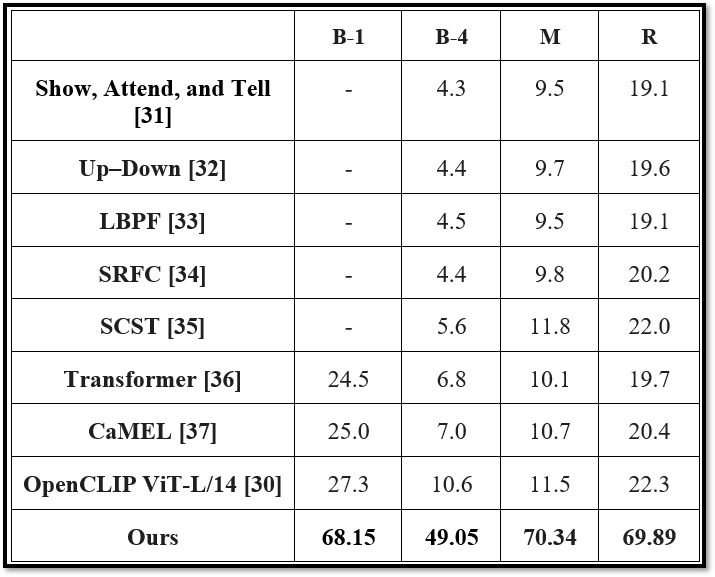 B-1 B-4 M R
Show, Attend, and Tell
[31] - 4.3 9.5 19.1
Up–Down [32] - 4.4 9.7 19.6
LBPF [33] - 4.5 9.5 19.1
SRFC [34] - 4.4 9.8 20.2
SCST [35] - 5.6 11.8 22.0
Transformer [36] 24.5 6.8 10.1 19.7
CaMEL [37] 25.0 7.0 10.7 20.4
OpenCLIP ViT-L/14 [30] 27.3 10.6 11.5 22.3
Ours 68.15 49.05 70.34 69.89